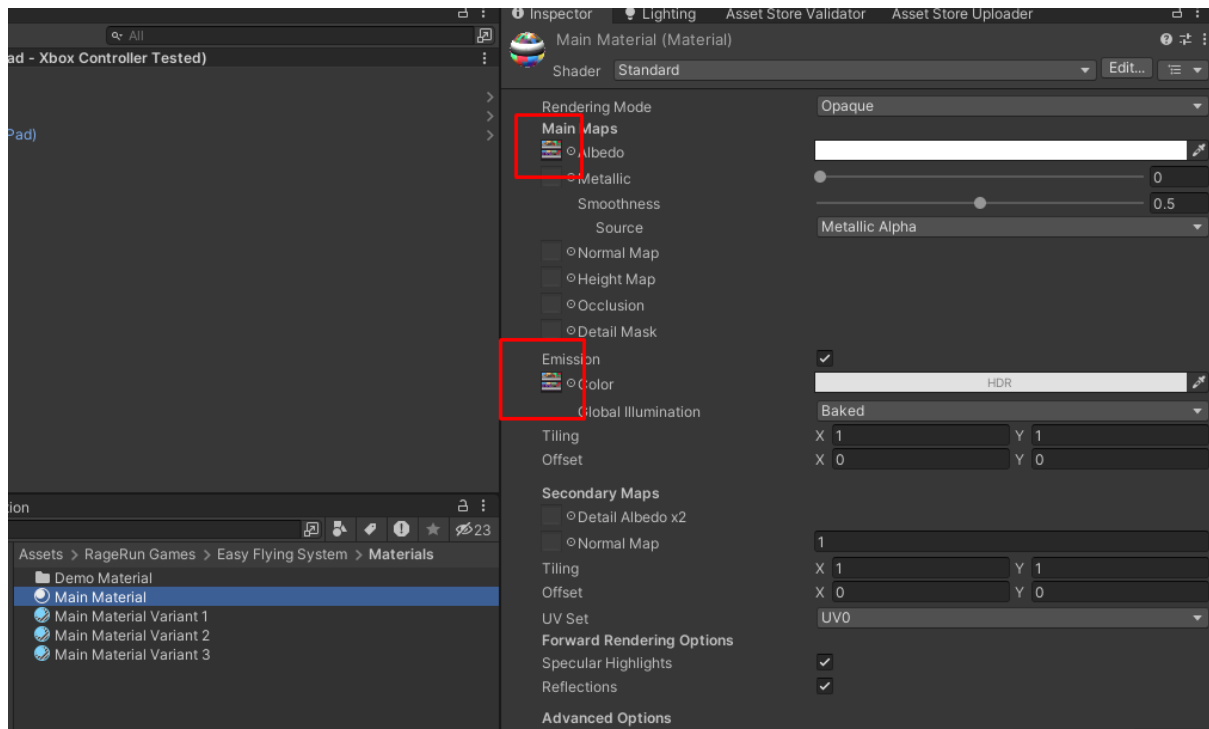 Inspector
Lighting
Asset Store Validator
Asset Store Uploader
All
ad - Xbox Controller Tested)
Pad)
Main Material (Material)
Shader Standard
Edit...
Rendering Mode Opaque
Main Maps
Albedo
Metallic 0
Smoothness 0.5
Source Metallic Alpha
Normal Map
Height Map
Occlusion
Detail Mask
Emission
Color HDR
Global Illumination Baked
Tiling X 1 Y 1
Offset X 0 Y 0
Secondary Maps
Detail Albedo x2
Normal Map 1
Tiling X 1 Y 1
Offset X 0 Y 0
UV Set UV0
Forward Rendering Options
Specular Highlights
Reflections
Advanced Options
tion
23
Assets > RageRun Games > Easy Flying System > Materials
Demo Material
Main Material
Main Material Variant 1
Main Material Variant 2
Main Material Variant 3